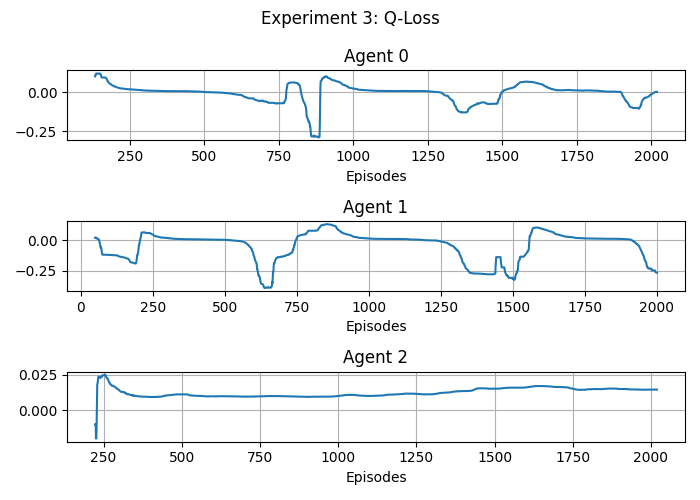 Experiment 3: Q-Loss
Agent 0
0.00
−0.25
250 500 750 1000 1250 1500 1750 2000
Episodes
Agent 1
0.00
−0.25
0 250 500 750 1000 1250 1500 1750 2000
Episodes
Agent 2
0.025
0.000
250 500 750 1000 1250 1500 1750 2000
Episodes